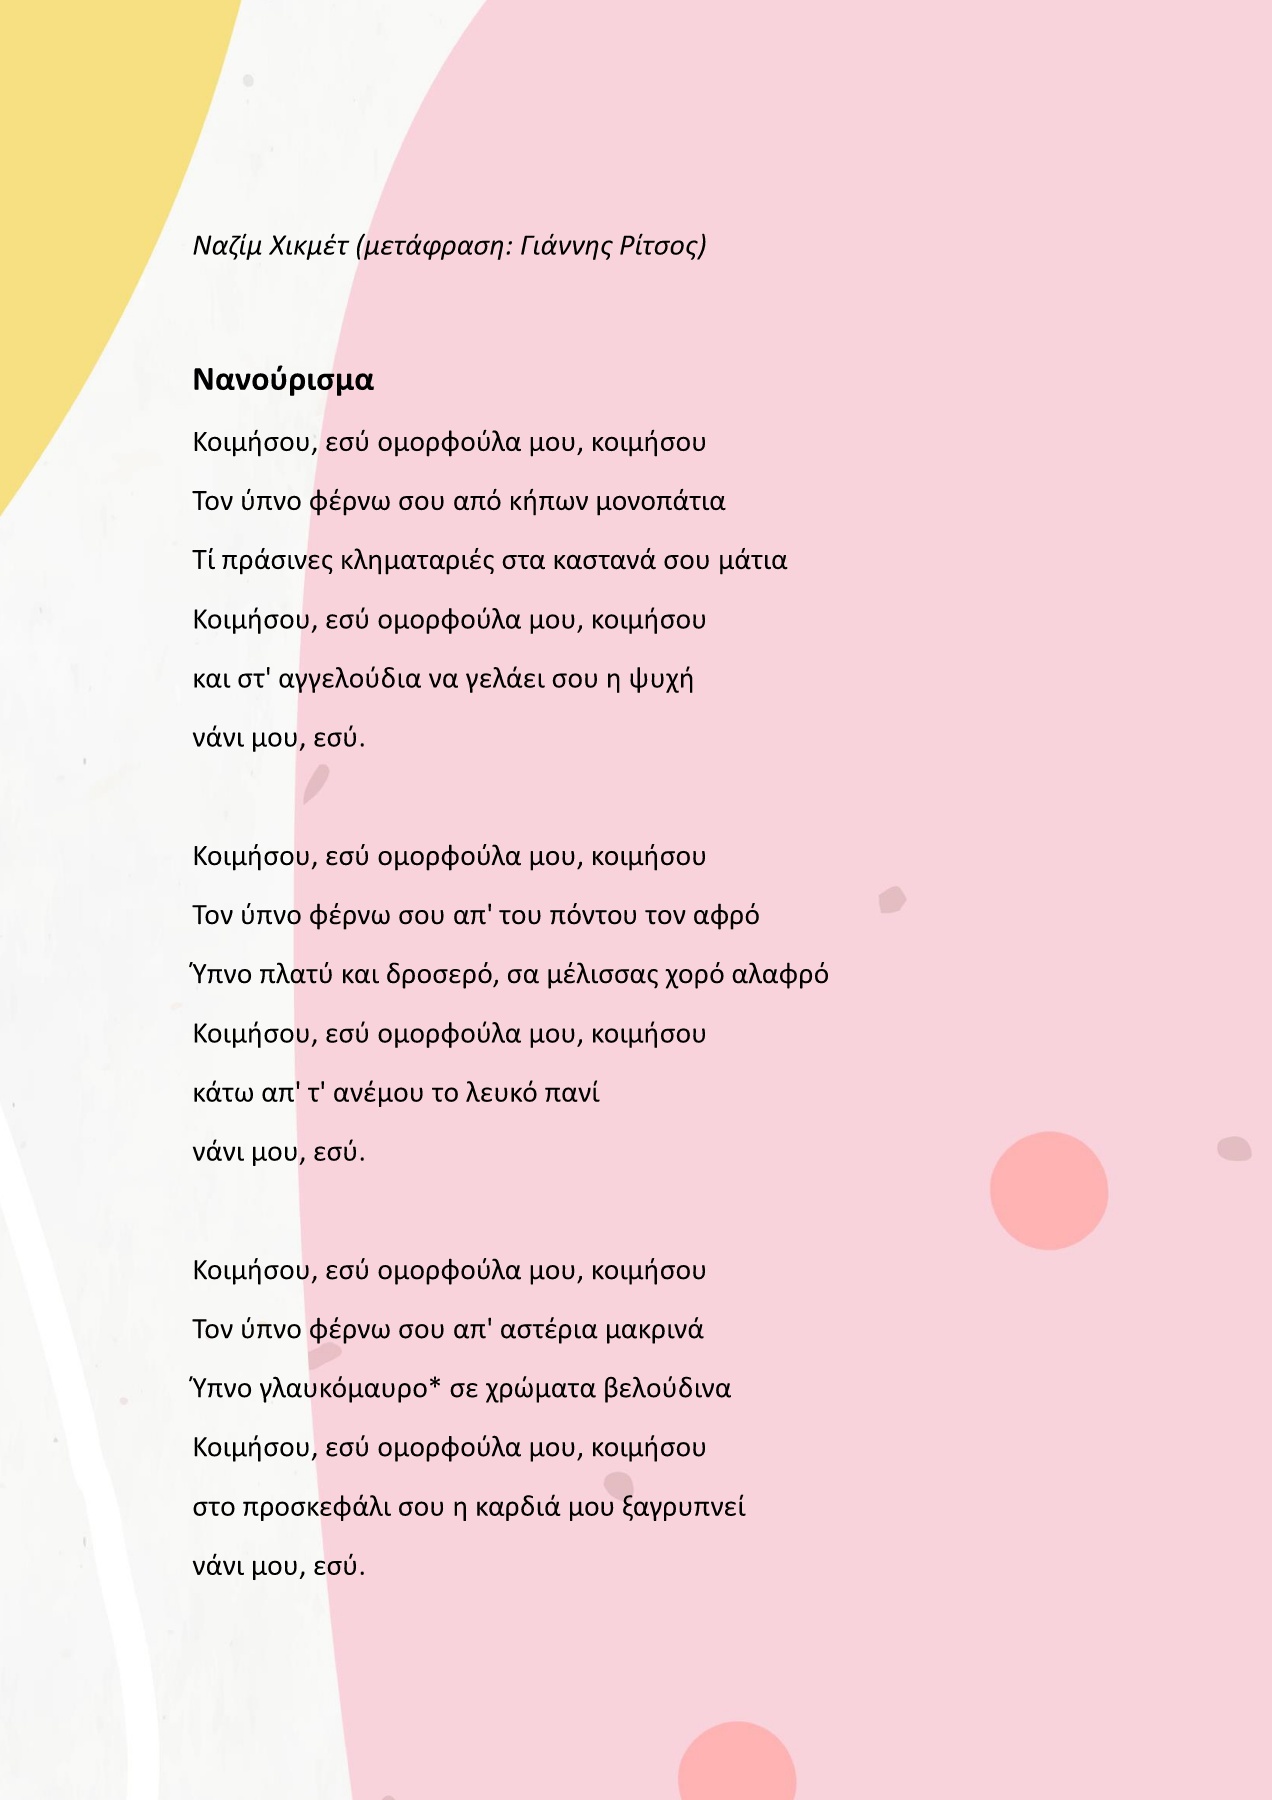 Ναζίμ Χικμέτ (μετάφραση: Γιάννης Ρίτσος)
Νανούρισμα
Κοιμήσου, εσύ ομορφούλα μου, κοιμήσου
Τον ύπνο φέρνω σου από κήπων μονοπάτια
Τί πράσινες κληματαριές στα καστανά σου μάτια
Κοιμήσου, εσύ ομορφούλα μου, κοιμήσου
και στ' αγγελούδια να γελάει σου η ψυχή
νάνι μου, εσύ.
Κοιμήσου, εσύ ομορφούλα μου, κοιμήσου
Τον ύπνο φέρνω σου απ' του πόντου τον αφρό
Ύπνο πλατύ και δροσερό, σα μέλισσας χορό αλαφρό
Κοιμήσου, εσύ ομορφούλα μου, κοιμήσου
κάτω απ' τ' ανέμου το λευκό πανί
νάνι μου, εσύ.
Κοιμήσου, εσύ ομορφούλα μου, κοιμήσου
Τον ύπνο φέρνω σου απ' αστέρια μακρινά
Ύπνο γλαυκόμαυρο* σε χρώματα βελούδινα
Κοιμήσου, εσύ ομορφούλα μου, κοιμήσου
στο προσκεφάλι σου η καρδιά μου ξαγρυπνεί
νάνι μου, εσύ.